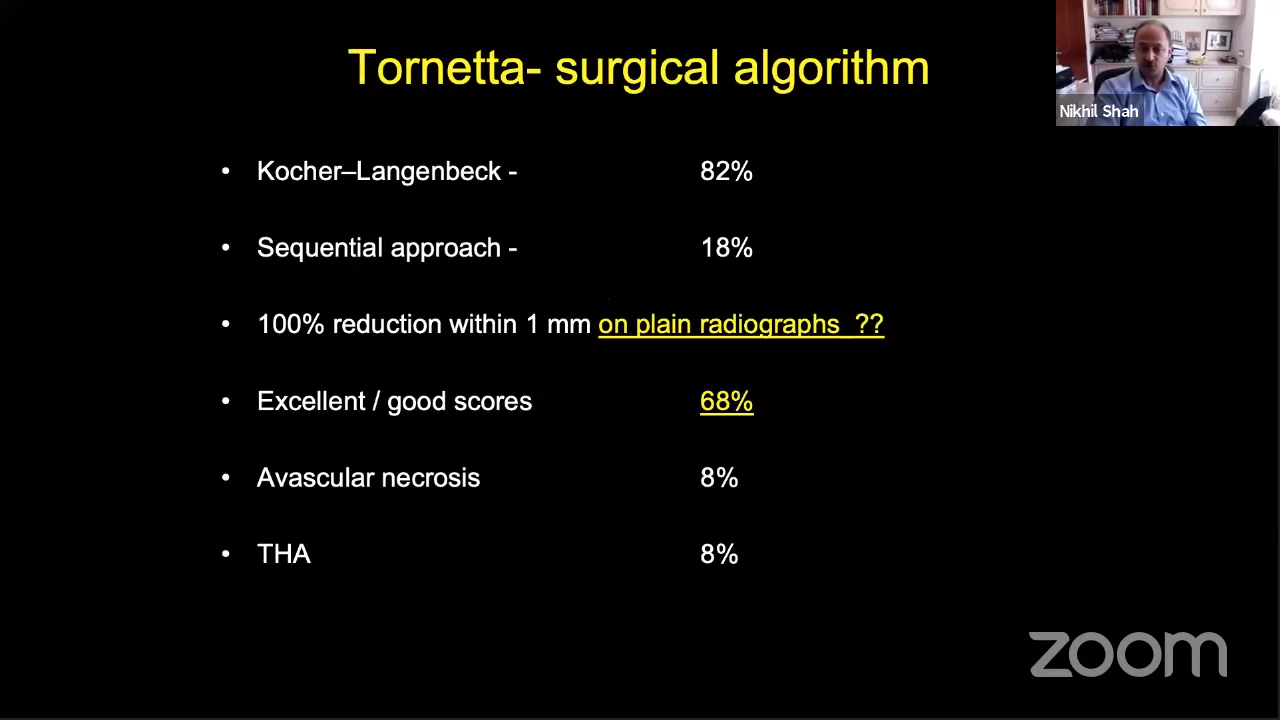 Tornetta- surgical algorithm
Nikhil Shah
• Kocher–Langenbeck - 82%
• Sequential approach - 18%
• 100% reduction within 1 mm on plain radiographs ??
• Excellent / good scores 68%
• Avascular necrosis 8%
• THA 8%
zoom